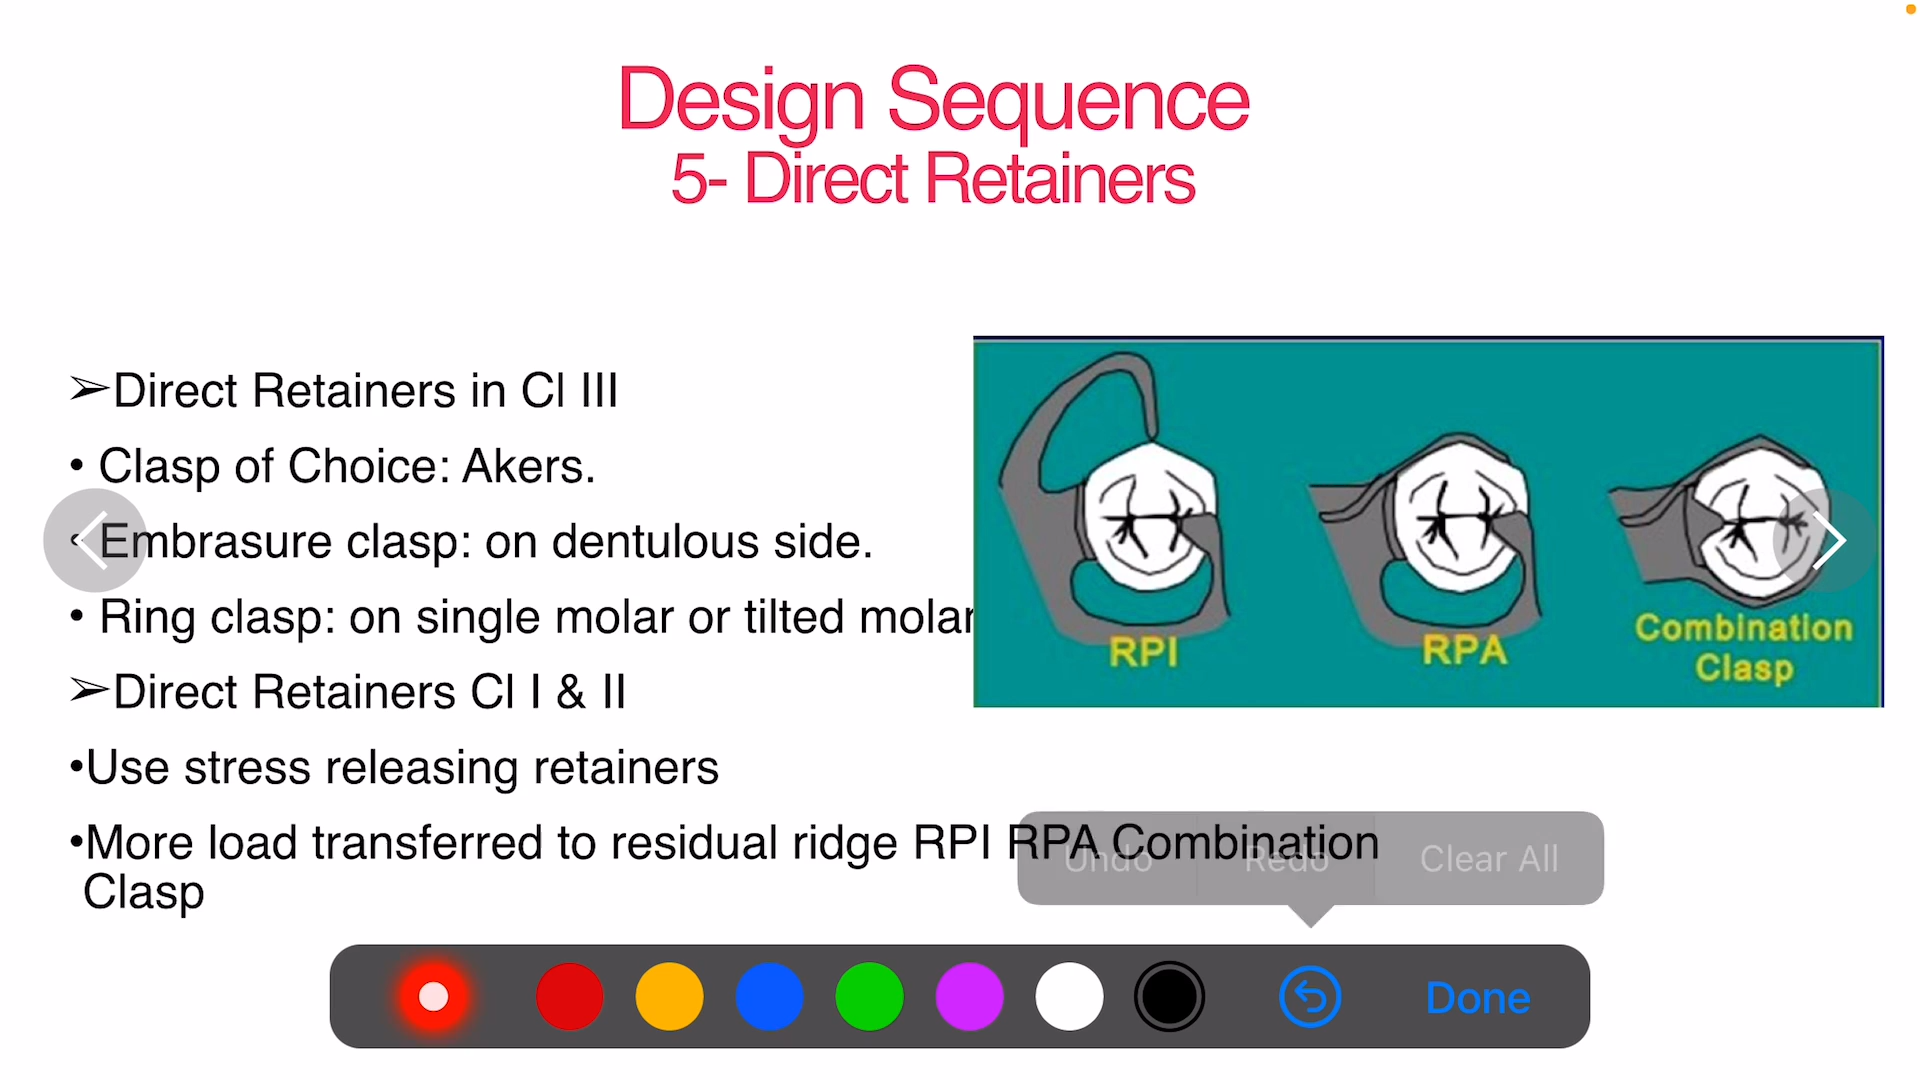 Design Sequence
5- Direct Retainers
➢Direct Retainers in Cl III
• Clasp of Choice: Akers.
• Embrasure clasp: on dentulous side.
• Ring clasp: on single molar or tilted molar
➢Direct Retainers Cl I & II
•Use stress releasing retainers
•More load transferred to residual ridge RPI RPA Combination
Clasp
RPI
RPA
Combination
Clasp
Undo
Redo
Clear All
Done